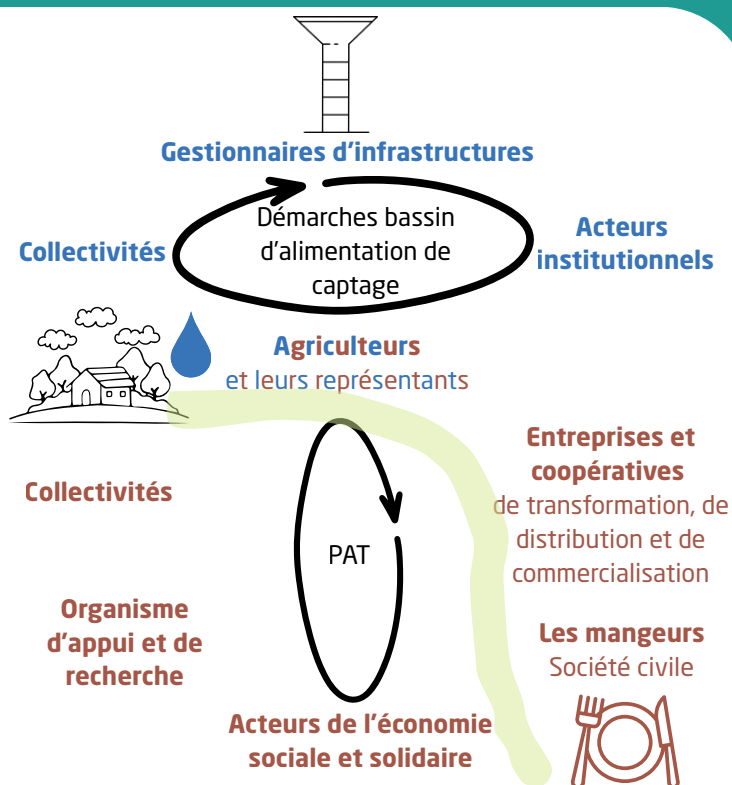 Gestionnaires d'infrastructures
Démarches bassin
d'alimentation de
captage
Collectivités
Acteurs
institutionnels
Agriculteurs
et leurs représentants
Entreprises et
coopératives
de transformation, de
distribution et de
commercialisation
Collectivités
PAT
Organisme
d'appui et de
recherche
Les mangeurs
Société civile
Acteurs de l'économie
sociale et solidaire